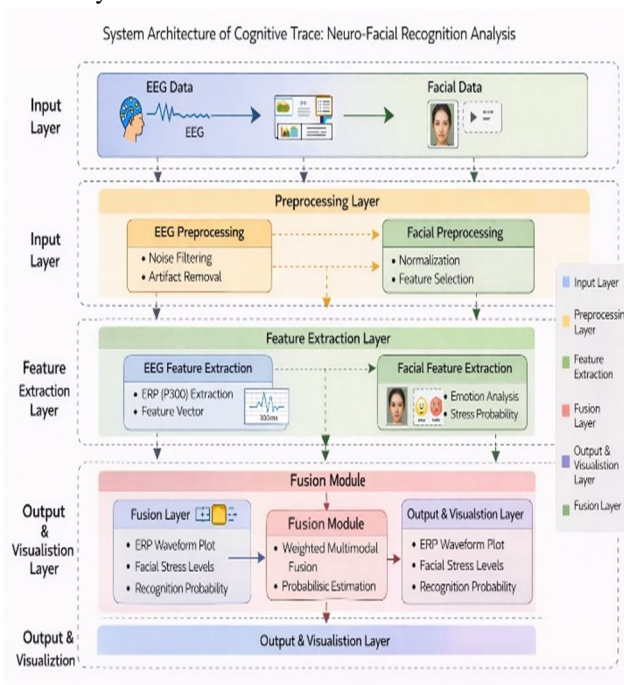 System Architecture of Cognitive Trace: Neuro-Facial Recognition Analysis
Input
Layer
EEG Data
EEG
Facial Data
Input
Layer
Preprocessing Layer
EEG Preprocessing
• Noise Filtering
• Artifact Removal
Facial Preprocessing
• Normalization
• Feature Selection
Feature
Extraction
Layer
Feature Extraction Layer
EEG Feature Extraction
• ERP (P300) Extraction
• Feature Vector
300ms
Facial Feature Extraction
• Emotion Analysis
• Stress Probability
Output
&
Visualistion
Layer
Fusion Module
Fusion Layer
• ERP Waveform Plot
• Facial Stress Levels
• Recognition Probability
Fusion Module
• Weighted Multimodal
Fusion
• Probabilisic Estimation
Output & Visualstion Layer
• ERP Waveform Plot
• Facial Stress Levels
• Recognition Probability
Output &
Visualiztion
Output & Visualistion Layer
Input Layer
Preprocessin
Layer
Feature
Extraction
Fusion
Layer
Output &
Visualistion
Layer
Fusion Layer